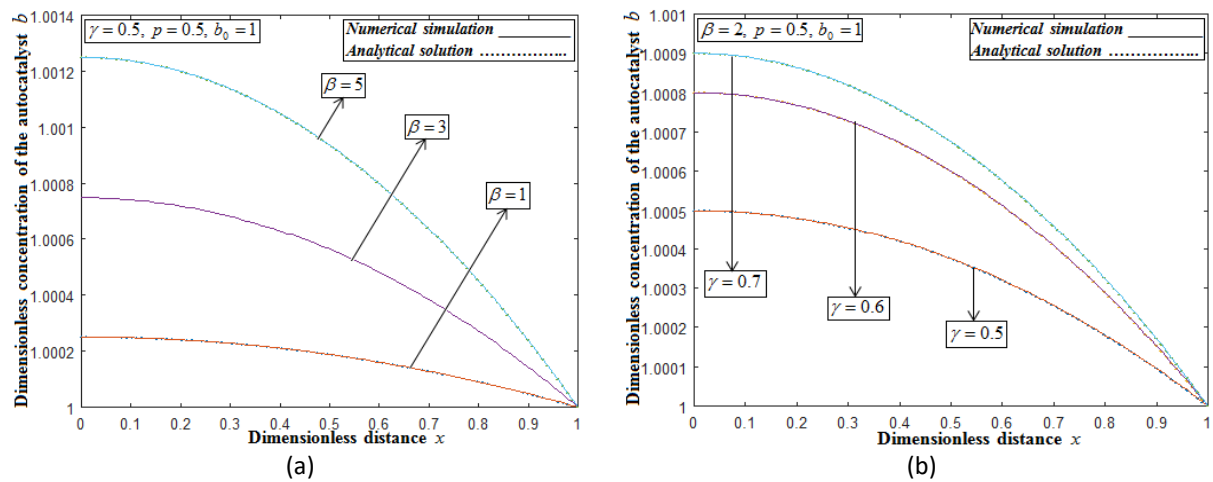 Dimensionless concentration of the autocatalyst b
1.0014
1.0012
1.001
1.0008
1.0006
1.0004
1.0002
1
γ = 0.5, p = 0.5, b₀ = 1
Numerical simulation ________
Analytical solution ……………..
β = 5
β = 3
β = 1
0 0.1 0.2 0.3 0.4 0.5 0.6 0.7 0.8 0.9 1
Dimensionless distance x
(a)
Dimensionless concentration of the autocatalyst b
1.001
1.0009
1.0008
1.0007
1.0006
1.0005
1.0004
1.0003
1.0002
1.0001
1
β = 2, p = 0.5, b₀ = 1
Numerical simulation ________
Analytical solution ……………..
γ = 0.7
γ = 0.6
γ = 0.5
0 0.1 0.2 0.3 0.4 0.5 0.6 0.7 0.8 0.9 1
Dimensionless distance x
(b)